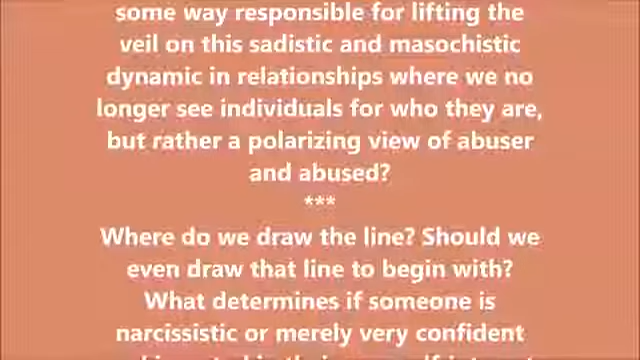 some way responsible for lifting the
veil on this sadistic and masochistic
dynamic in relationships where we no
longer see individuals for who they are,
but rather a polarizing view of abuser
and abused?
***
Where do we draw the line? Should we
even draw that line to begin with?
What determines if someone is
narcissistic or merely very confident